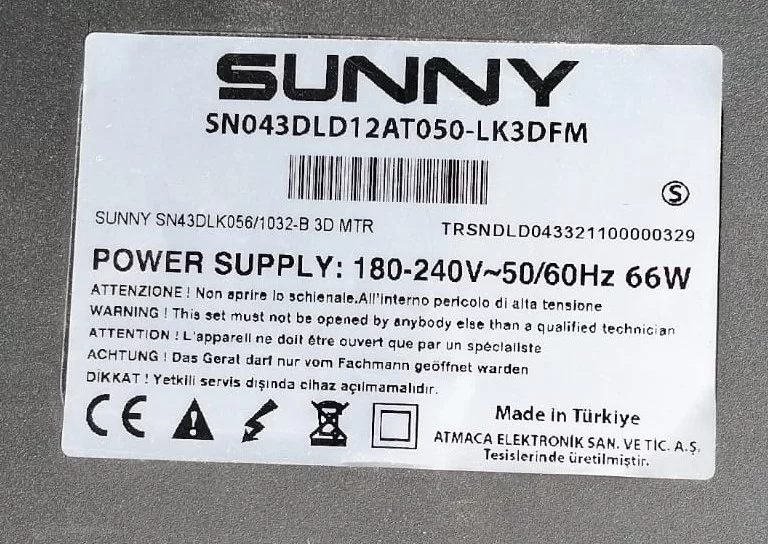 SUNNY
SN043DLD12AT050-LK3DFM
S
SUNNY SN43DLK056/1032-B 3D MTR
TRSNDLD043321100000329
POWER SUPPLY: 180-240V~50/60Hz 66W
ATTENZIONE ! Non aprire lo schienale.All'interno pericolo di alta tensione
WARNING ! This set must not be opened by anybody else than a qualified technician
ATTENTION ! L'appareil ne doit être ouvert que par un spécialiste
ACHTUNG ! Das Gerat darf nur vom Fachmann geöffnet warden
DİKKAT ! Yetkili servis dışında cihaz açılmamalıdır.
CE
Made in Türkiye
ATMACA ELEKTRONİK SAN. VE TİC. A.Ş.
Tesislerinde üretilmiştir.